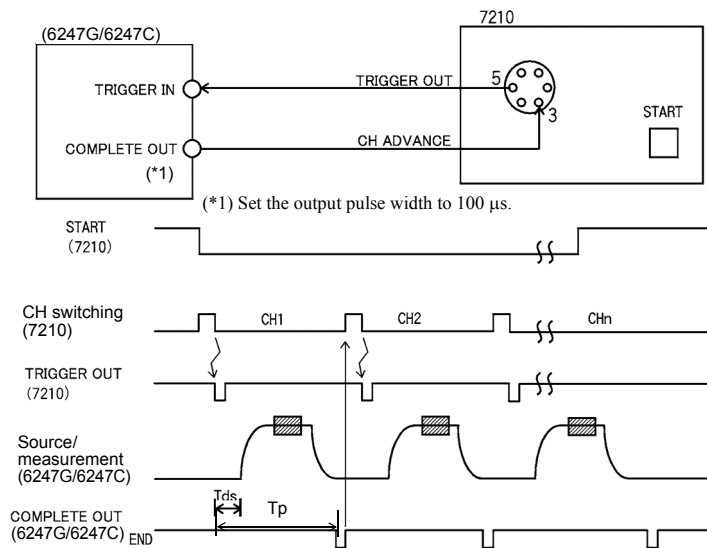 7210
(6247G/6247C)
TRIGGER IN
TRIGGER OUT
5
3
START
COMPLETE OUT
(*1)
CH ADVANCE
(*1) Set the output pulse width to 100 μs.
START
(7210)
CH switching
(7210)
CH1
CH2
CHn
TRIGGER OUT
(7210)
Source/
measurement
(6247G/6247C)
Tds
Tp
COMPLETE OUT
(6247G/6247C) END